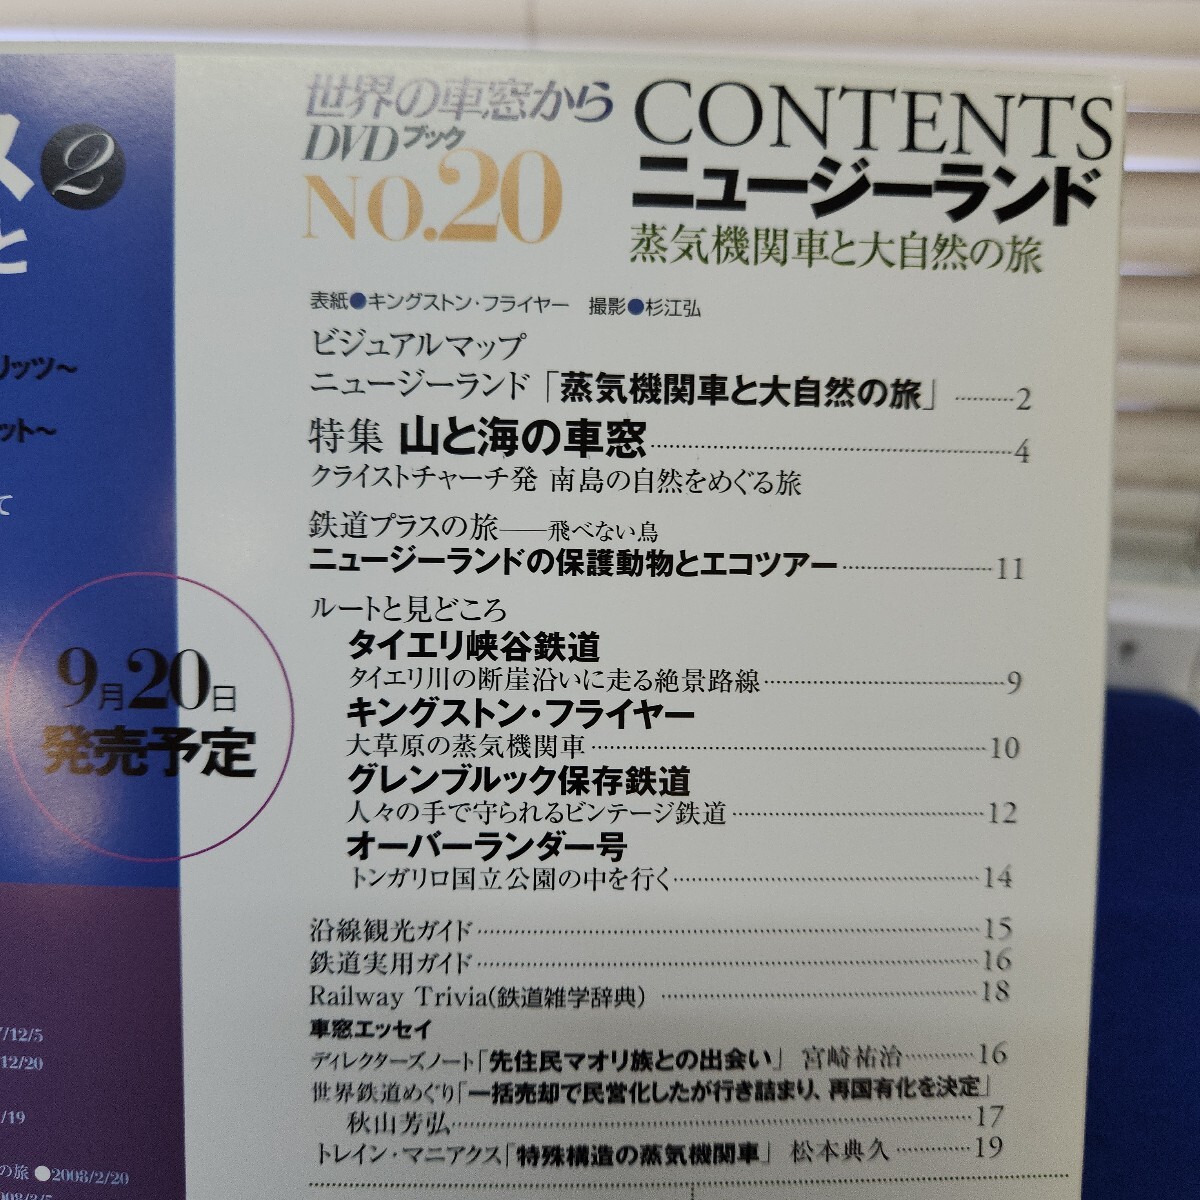 ス2
と
リッツ〜
ット〜
て
9月20日
発売予定
/12/5
12/20
/19
の旅 ●2008/2/20
世界の車窓から
DVDブック
NO.20
CONTENTS
ニュージーランド
蒸気機関車と大自然の旅
表紙●キングストン・フライヤー 撮影●杉江弘
ビジュアルマップ
ニュージーランド「蒸気機関車と大自然の旅」………2
特集 山と海の車窓………4
クライストチャーチ発 南島の自然をめぐる旅
鉄道プラスの旅――飛べない鳥
ニュージーランドの保護動物とエコツアー………11
ルートと見どころ
タイエリ峡谷鉄道
タイエリ川の断崖沿いに走る絶景路線………9
キングストン・フライヤー
大草原の蒸気機関車………10
グレンブルック保存鉄道
人々の手で守られるビンテージ鉄道………12
オーバーランダー号
トンガリロ国立公園の中を行く………14
沿線観光ガイド………15
鉄道実用ガイド………16
Railway Trivia(鉄道雑学辞典)………18
車窓エッセイ
ディレクターズノート「先住民マオリ族との出会い」 宮崎祐治………16
世界鉄道めぐり「一括売却で民営化したが行き詰まり、再国有化を決定」
秋山芳弘………17
トレイン・マニアクス「特殊構造の蒸気機関車」 松本典久………19